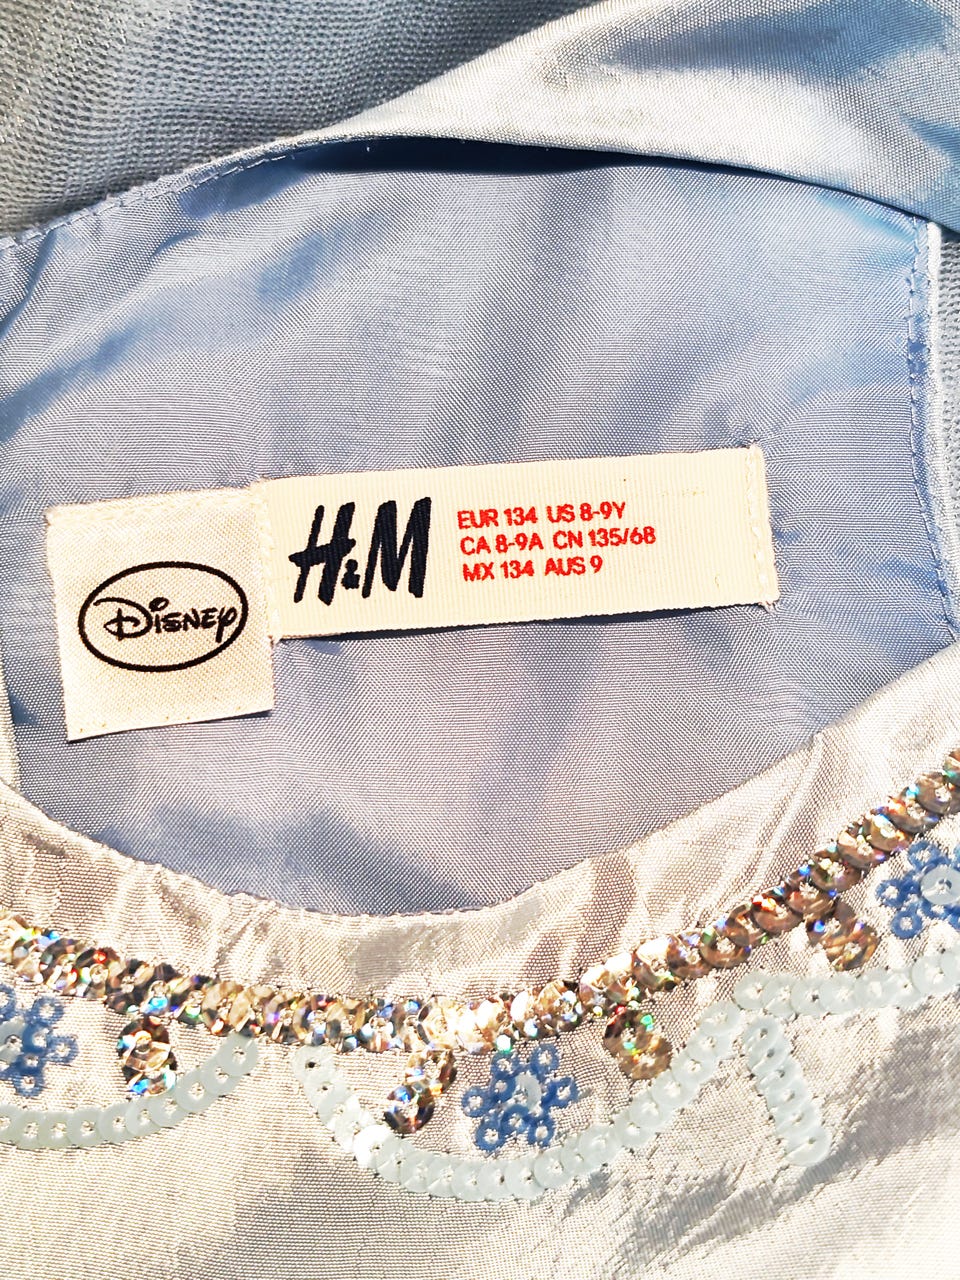 Disney
H&M
EUR 134 US 8-9Y
CA 8-9A CN 135/68
MX 134 AUS 9